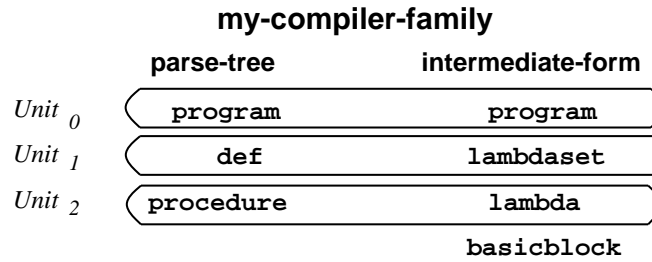 my-compiler-family
parse-tree intermediate-form
Unit 0 program program
Unit 1 def lambdaset
Unit 2 procedure lambda
basicblock